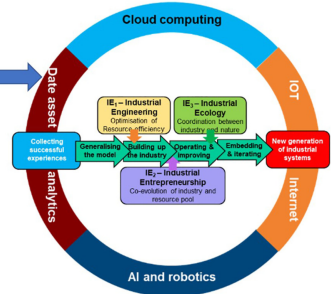 Cloud computing
Date asset
analytics
IOT
Internet
AI and robotics
IE1 – Industrial
Engineering
Optimisation of
Resource efficiency
IE3 – Industrial
Ecology
Coordination between
industry and nature
Collecting
successful
experiences
Generalising
the model
Building up
the industry
Operating &
improving
Embedding
& iterating
New generation
of industrial
systems
IE2 – Industrial
Entrepreneurship
Co-evolution of industry and
resource pool